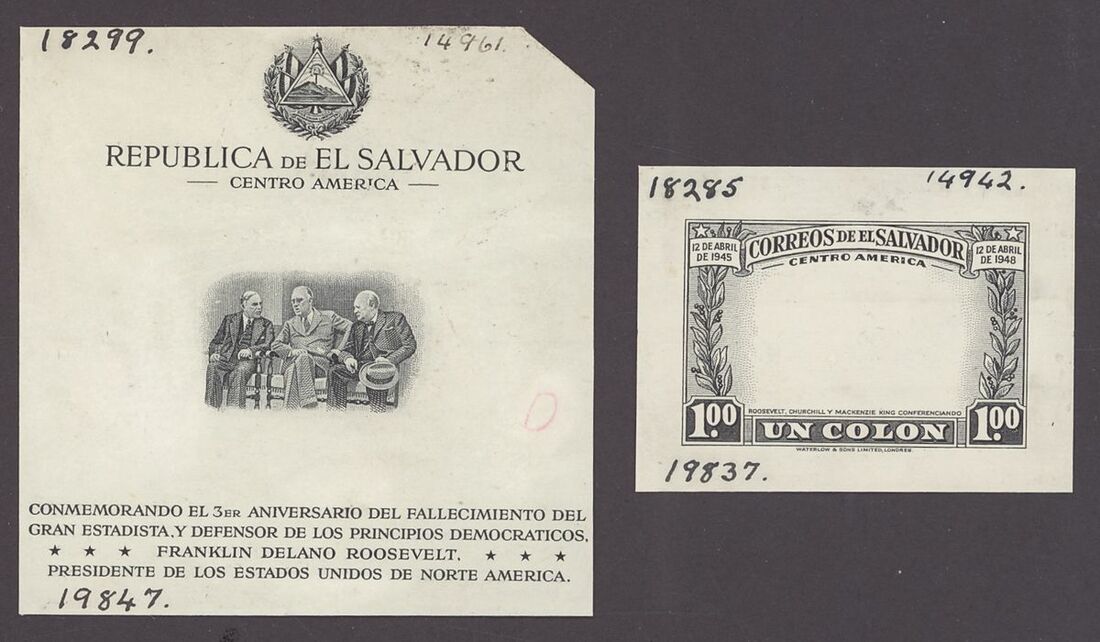 18299.
14961.
REPUBLICA DE EL SALVADOR
CENTRO AMERICA
D
CONMEMORANDO EL 3ER ANIVERSARIO DEL FALLECIMIENTO DEL
GRAN ESTADISTA, Y DEFENSOR DE LOS PRINCIPIOS DEMOCRATICOS,
★ ★ ★ FRANKLIN DELANO ROOSEVELT, ★ ★ ★
PRESIDENTE DE LOS ESTADOS UNIDOS DE NORTE AMERICA.
19847.
18285
14942.
12 DE ABRIL
DE 1945
CORREOS DE EL SALVADOR
CENTRO AMERICA
12 DE ABRIL
DE 1948
ROOSEVELT, CHURCHILL Y MACKENZIE KING CONFERENCIANDO
1.00
UN COLON
1.00
WATERLOW & SONS LIMITED, LONDRES.
19837.